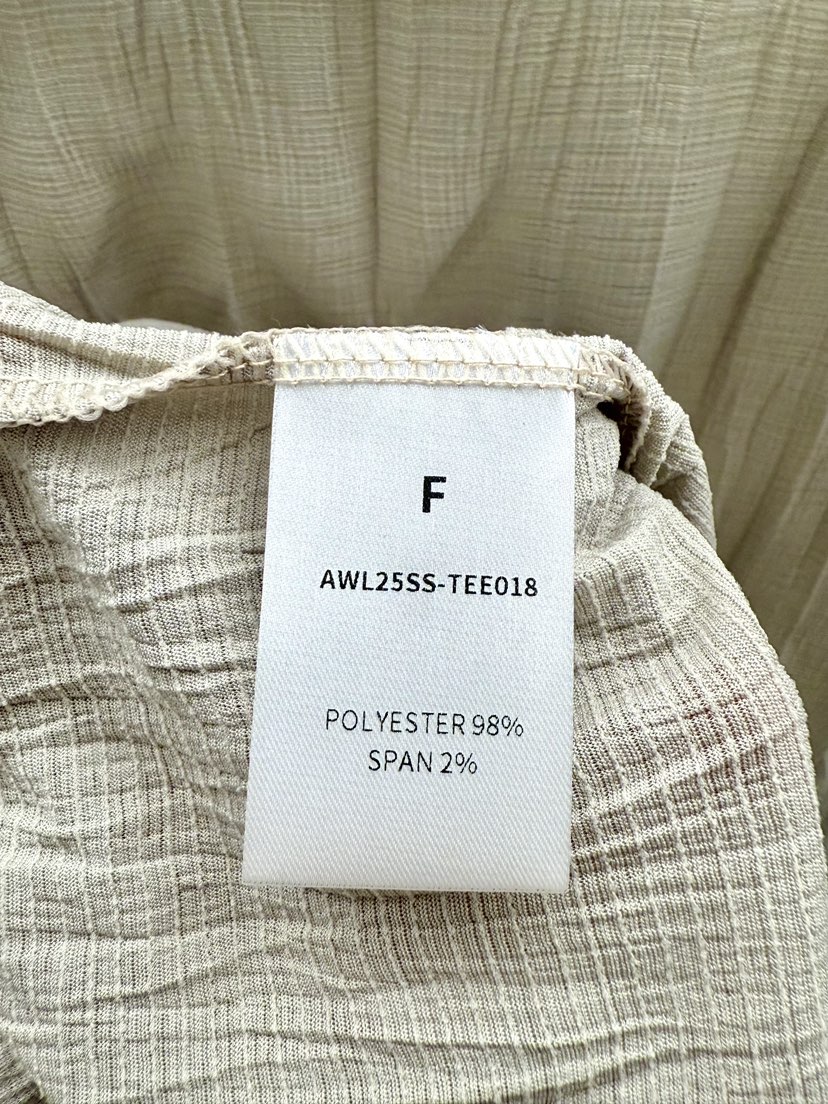 F
AWL25SS-TEE018
POLYESTER 98%
SPAN 2%